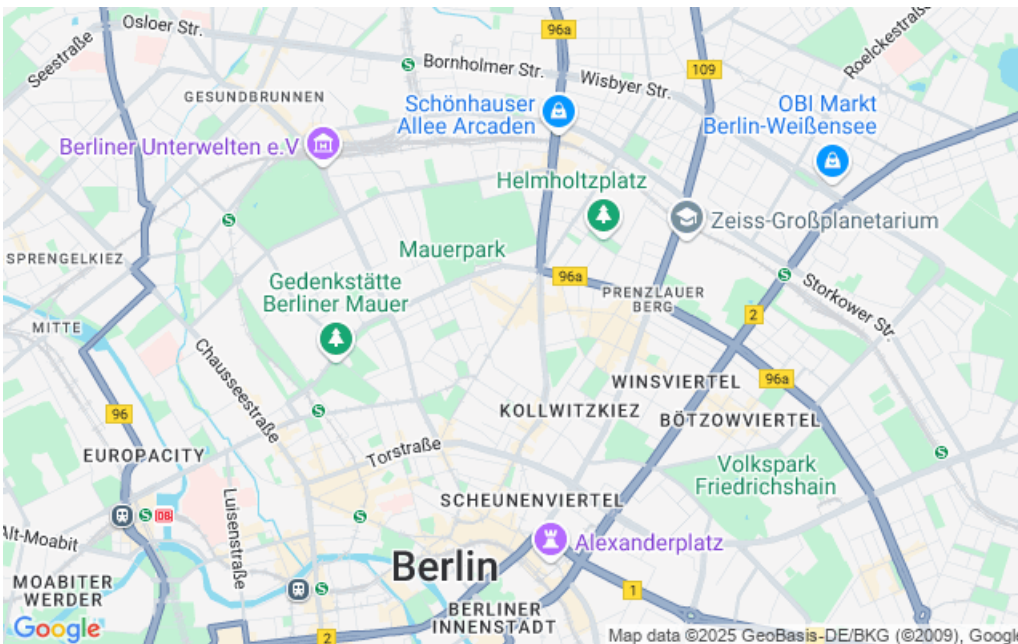 Osloer Str.
96a
Seestraße
Bornholmer Str.
Wisbyer Str.
109
Roelckestraße
GESUNDBRUNNEN
Schönhauser
Allee Arcaden
OBI Markt
Berlin-Weißensee
Berliner Unterwelten e.V
Helmholtzplatz
Zeiss-Großplanetarium
Mauerpark
SPRENGELKIEZ
Gedenkstätte
Berliner Mauer
96a
PRENZLAUER
BERG
Storkower Str.
MITTE
2
Chausseestraße
WINSVIERTEL
96a
96
KOLLWITZKIEZ
BÖTZOWVIERTEL
EUROPACITY
Torstraße
Volkspark
Friedrichshain
Luisenstraße
SCHEUNENVIERTEL
S
DB
Alt-Moabit
Alexanderplatz
Berlin
MOABITER
WERDER
1
BERLINER
INNENSTADT
Google
2
Map data ©2025 GeoBasis-DE/BKG (©2009), Googl